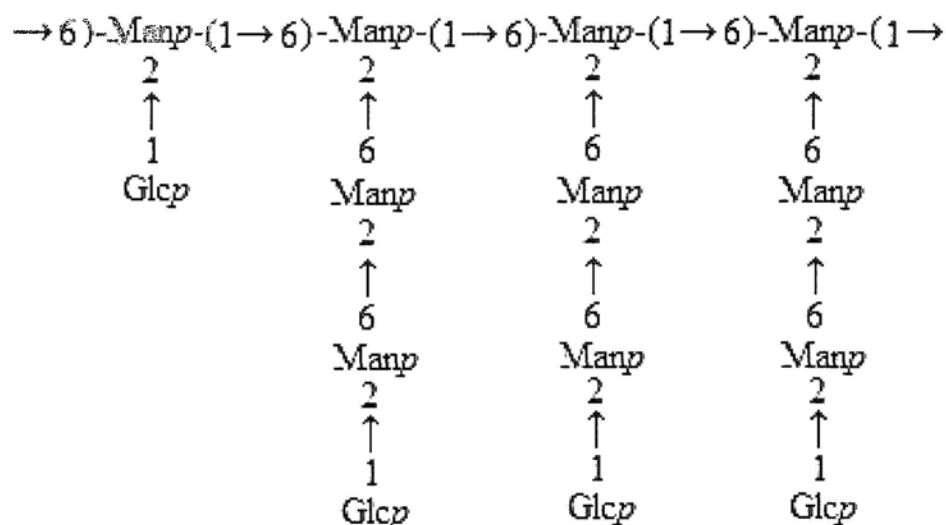 →6)-Manp-(1→6)-Manp-(1→6)-Manp-(1→6)-Manp-(1→
2 2 2 2
↑ ↑ ↑ ↑
1 6 6 6
Glcp Manp Manp Manp
2 2 2
↑ ↑ ↑
6 6 6
Manp Manp Manp
2 2 2
↑ ↑ ↑
1 1 1
Glcp Glcp Glcp